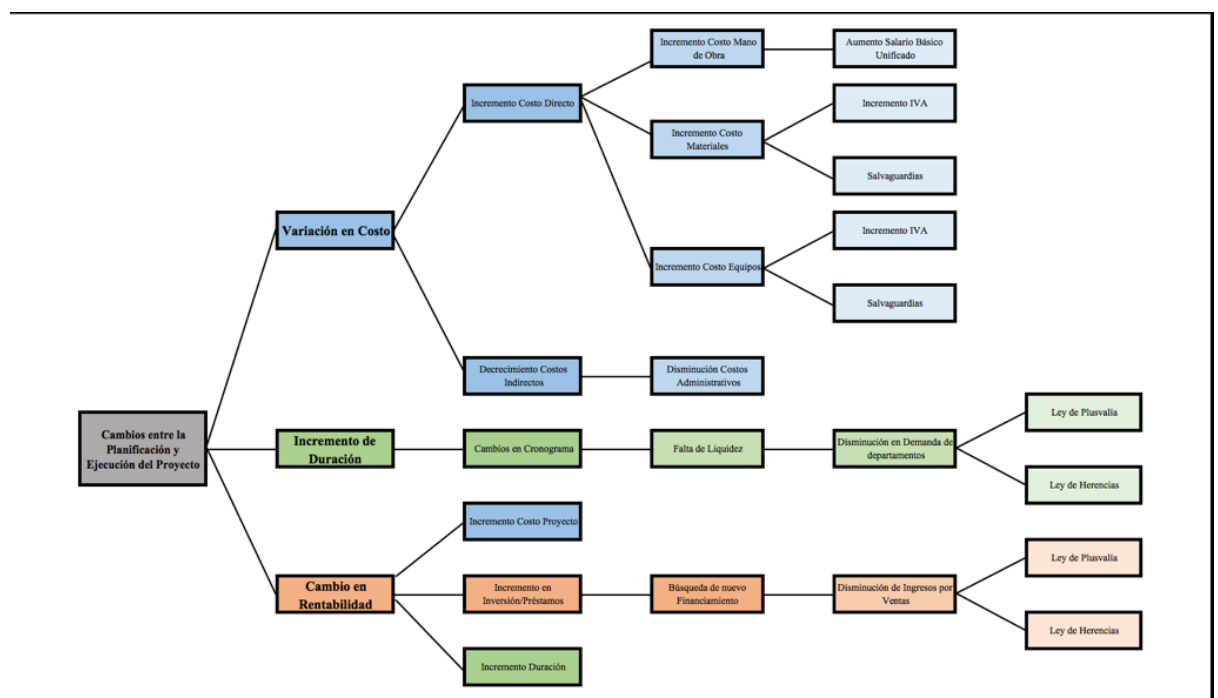 Incremento Costo Mano
de Obra
Aumento Salario Básico
Unificado
Incremento Costo Directo
Incremento IVA
Incremento Costo
Materiales
Salvaguardias
Variación en Costo
Incremento IVA
Incremento Costo Equipos
Salvaguardias
Decrecimiento Costos
Indirectos
Disminución Costos
Administrativos
Cambios entre la
Planificación y
Ejecución del Proyecto
Incremento de
Duración
Cambios en Cronograma
Falta de Liquidez
Disminución en Demanda de
departamentos
Ley de Plusvalía
Ley de Herencias
Incremento Costo Proyecto
Cambio en
Rentabilidad
Incremento en
Inversión/Préstamos
Búsqueda de nuevo
Financiamiento
Disminución de Ingresos por
Ventas
Ley de Plusvalía
Ley de Herencias
Incremento Duración